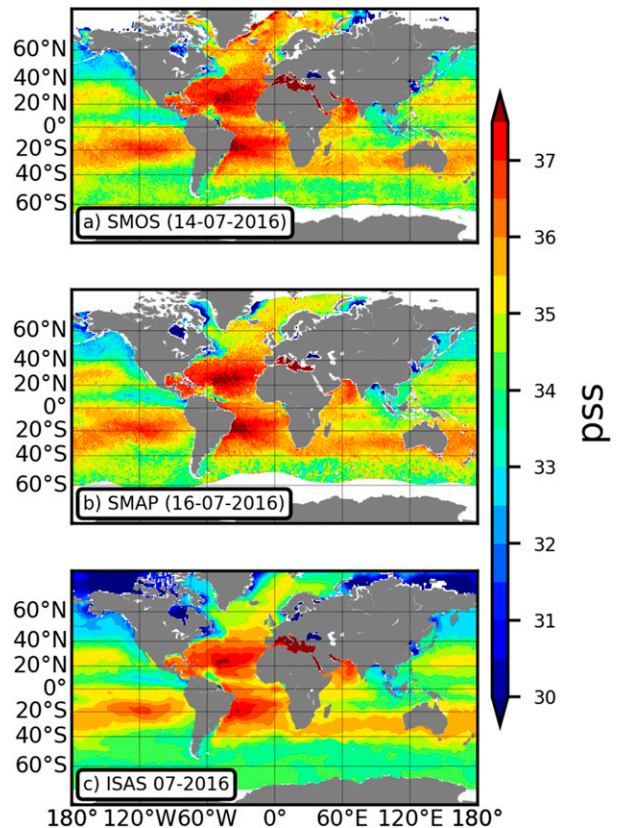 60°N
40°N
20°N
0°
20°S
40°S
60°S
a) SMOS (14-07-2016)
60°N
40°N
20°N
0°
20°S
40°S
60°S
b) SMAP (16-07-2016)
60°N
40°N
20°N
0°
20°S
40°S
60°S
c) ISAS 07-2016
180° 120°W 60°W 0° 60°E 120°E 180°
37
36
35
34
33
32
31
30
pss